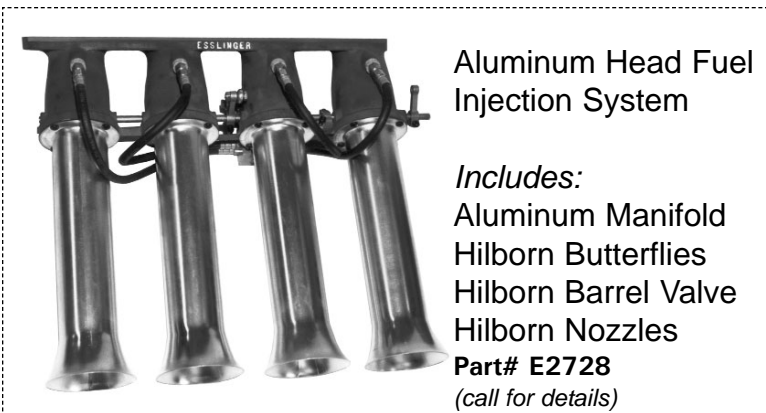 ESSLINGER
Aluminum Head Fuel
Injection System
Includes:
Aluminum Manifold
Hilborn Butterflies
Hilborn Barrel Valve
Hilborn Nozzles
Part# E2728
(call for details)